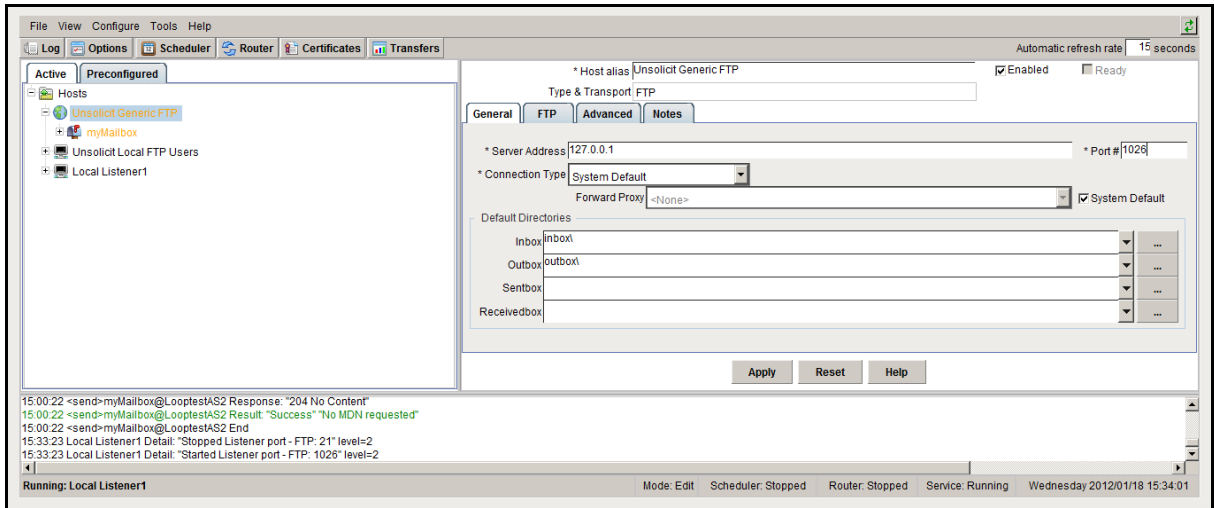 File View Configure Tools Help
Log Options Scheduler Router Certificates Transfers Automatic refresh rate 15 seconds
Active Preconfigured
Hosts
Unsolicit Generic FTP
myMailbox
Unsolicit Local FTP Users
Local Listener1
* Host alias Unsolicit Generic FTP Enabled Ready
Type & Transport FTP
General FTP Advanced Notes
* Server Address 127.0.0.1 * Port # 1026
* Connection Type System Default
Forward Proxy <None> System Default
Default Directories
Inbox inbox\ ...
Outbox outbox\ ...
Sentbox ...
Receivedbox ...
Apply Reset Help
15:00:22 <send>myMailbox@LooptestAS2 Response: "204 No Content"
15:00:22 <send>myMailbox@LooptestAS2 Result: "Success" "No MDN requested"
15:00:22 <send>myMailbox@LooptestAS2 End
15:33:23 Local Listener1 Detail: "Stopped Listener port - FTP: 21" level=2
15:33:23 Local Listener1 Detail: "Started Listener port - FTP: 1026" level=2
Running: Local Listener1 Mode: Edit Scheduler: Stopped Router: Stopped Service: Running Wednesday 2012/01/18 15:34:01